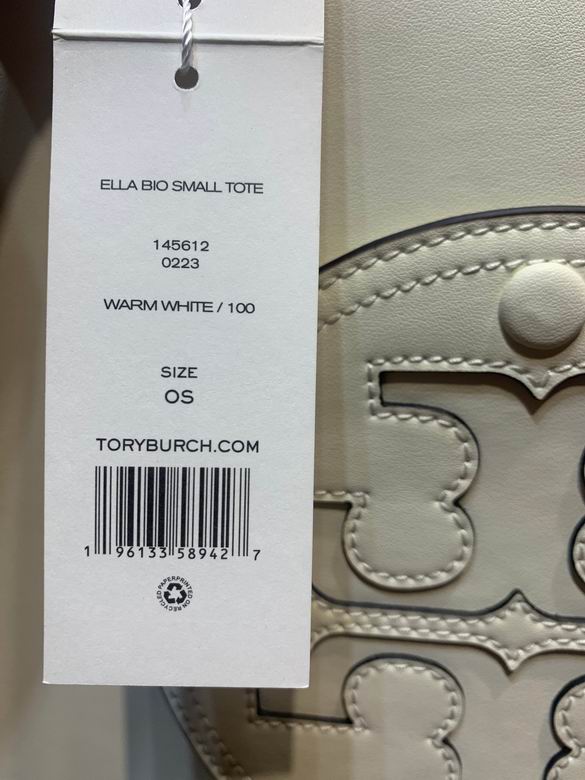 ELLA BIO SMALL TOTE
145612
0223
WARM WHITE / 100
SIZE
OS
TORYBURCH.COM
1 96133 58942 7
PRINTED ON RECYCLED PAPER